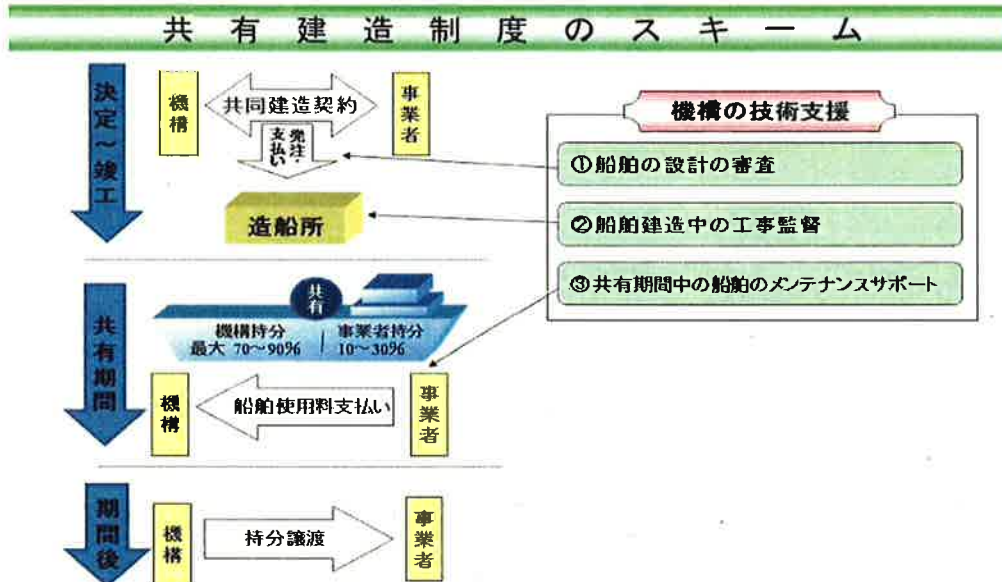 共有建造制度のスキーム
決定～竣工
機構
共同建造契約
事業者
発注・
支払い
造船所
機構の技術支援
①船舶の設計の審査
②船舶建造中の工事監督
③共有期間中の船舶のメンテナンスサポート
共有期間
共有
機構持分
最大 70～90%
事業者持分
10～30%
機構
船舶使用料支払い
事業者
期間後
機構
持分譲渡
事業者